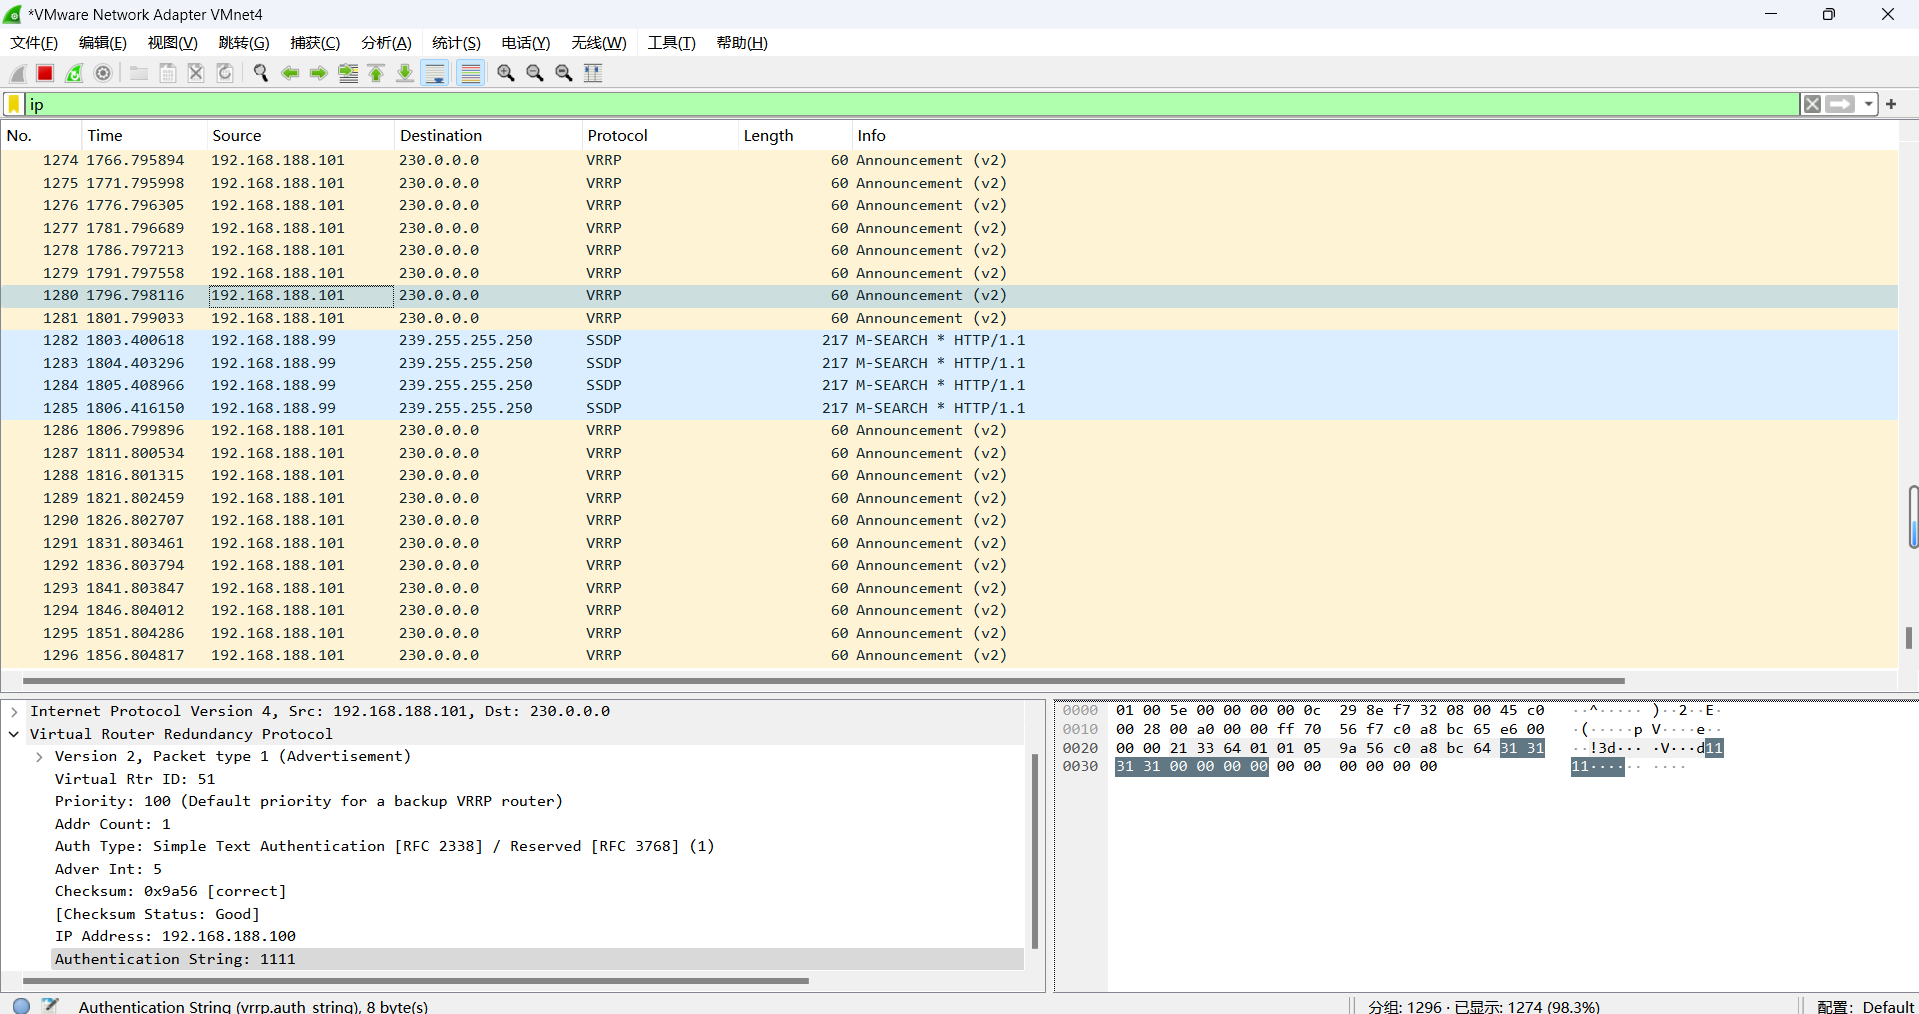 *VMware Network Adapter VMnet4
文件(F) 编辑(E) 视图(V) 跳转(G) 捕获(C) 分析(A) 统计(S) 电话(Y) 无线(W) 工具(T) 帮助(H)
ip
No. Time Source Destination Protocol Length Info
1274 1766.795894 192.168.188.101 230.0.0.0 VRRP 60 Announcement (v2)
1275 1771.795998 192.168.188.101 230.0.0.0 VRRP 60 Announcement (v2)
1276 1776.796305 192.168.188.101 230.0.0.0 VRRP 60 Announcement (v2)
1277 1781.796689 192.168.188.101 230.0.0.0 VRRP 60 Announcement (v2)
1278 1786.797213 192.168.188.101 230.0.0.0 VRRP 60 Announcement (v2)
1279 1791.797558 192.168.188.101 230.0.0.0 VRRP 60 Announcement (v2)
1280 1796.798116 192.168.188.101 230.0.0.0 VRRP 60 Announcement (v2)
1281 1801.799033 192.168.188.101 230.0.0.0 VRRP 60 Announcement (v2)
1282 1803.400618 192.168.188.99 239.255.255.250 SSDP 217 M-SEARCH * HTTP/1.1
1283 1804.403296 192.168.188.99 239.255.255.250 SSDP 217 M-SEARCH * HTTP/1.1
1284 1805.408966 192.168.188.99 239.255.255.250 SSDP 217 M-SEARCH * HTTP/1.1
1285 1806.416150 192.168.188.99 239.255.255.250 SSDP 217 M-SEARCH * HTTP/1.1
1286 1806.799896 192.168.188.101 230.0.0.0 VRRP 60 Announcement (v2)
1287 1811.800534 192.168.188.101 230.0.0.0 VRRP 60 Announcement (v2)
1288 1816.801315 192.168.188.101 230.0.0.0 VRRP 60 Announcement (v2)
1289 1821.802459 192.168.188.101 230.0.0.0 VRRP 60 Announcement (v2)
1290 1826.802707 192.168.188.101 230.0.0.0 VRRP 60 Announcement (v2)
1291 1831.803461 192.168.188.101 230.0.0.0 VRRP 60 Announcement (v2)
1292 1836.803794 192.168.188.101 230.0.0.0 VRRP 60 Announcement (v2)
1293 1841.803847 192.168.188.101 230.0.0.0 VRRP 60 Announcement (v2)
1294 1846.804012 192.168.188.101 230.0.0.0 VRRP 60 Announcement (v2)
1295 1851.804286 192.168.188.101 230.0.0.0 VRRP 60 Announcement (v2)
1296 1856.804817 192.168.188.101 230.0.0.0 VRRP 60 Announcement (v2)
Internet Protocol Version 4, Src: 192.168.188.101, Dst: 230.0.0.0
Virtual Router Redundancy Protocol
Version 2, Packet type 1 (Advertisement)
Virtual Rtr ID: 51
Priority: 100 (Default priority for a backup VRRP router)
Addr Count: 1
Auth Type: Simple Text Authentication [RFC 2338] / Reserved [RFC 3768] (1)
Adver Int: 5
Checksum: 0x9a56 [correct]
[Checksum Status: Good]
IP Address: 192.168.188.100
Authentication String: 1111
0000 01 00 5e 00 00 00 00 0c 29 8e f7 32 08 00 45 c0 ··^····· )··2··E·
0010 00 28 00 a0 00 00 ff 70 56 f7 c0 a8 bc 65 e6 00 ·(·····p V····e··
0020 00 00 21 33 64 01 01 05 9a 56 c0 a8 bc 64 31 31 ··!3d··· ·V···d11
0030 31 31 00 00 00 00 00 00 00 00 00 00 11······ ····
Authentication String (vrrp.auth_string), 8 byte(s)
分组: 1296 · 已显示: 1274 (98.3%)
配置: Default